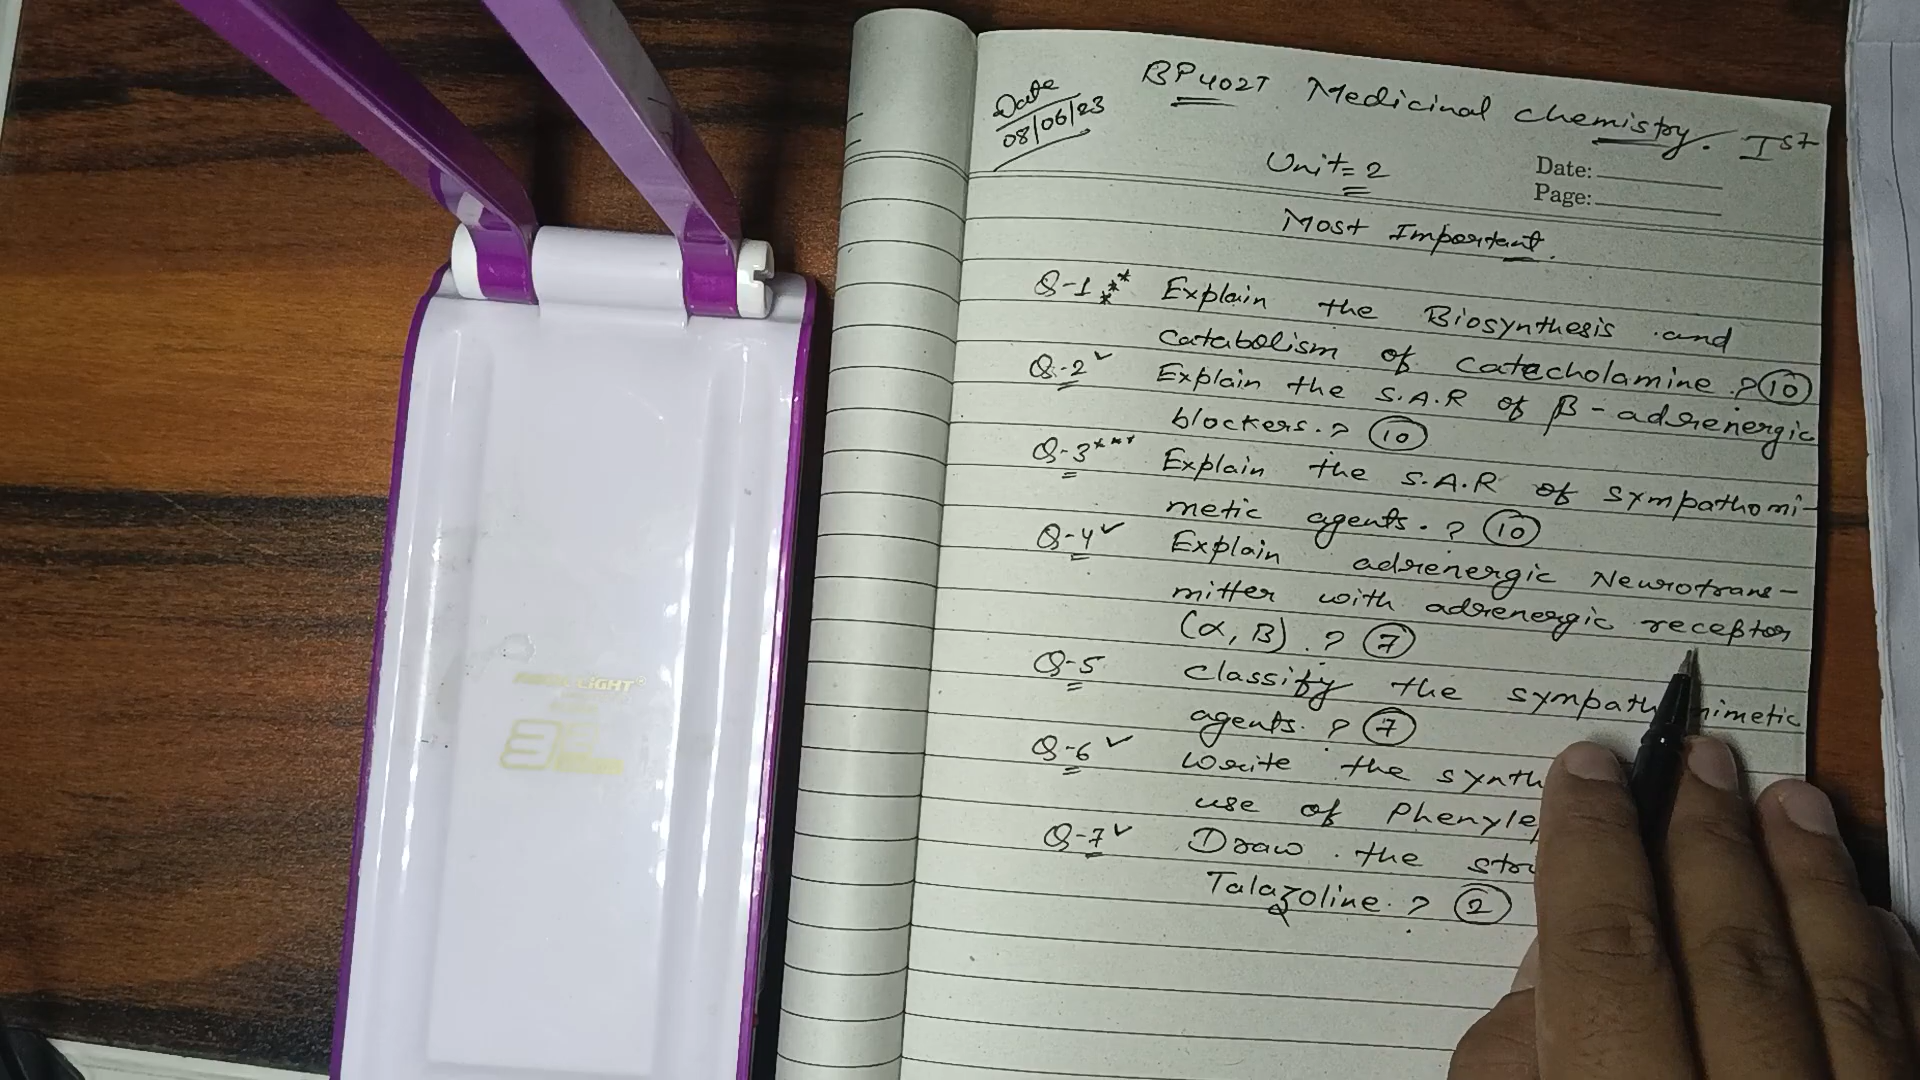 BP402T Medicinal chemistry. Ist
Date
08/06/23
Unit=2
Date:
Page:
Most Important.
Q-1 *** Explain the Biosynthesis and
catabolism of catecholamine.? 10
Q-2 ✓ Explain the S.A.R of β-adrenergic
blockers.? 10
Q-3 *** Explain the S.A.R of sympathomi-
metic agents.? 10
Q-4 ✓ Explain adrenergic Neurotrans-
mitter with adrenergic receptor
(α, β).? 7
Q-5 classify the sympath imetic
agents.? 7
Q-6 ✓ Write the synth
use of Phenyle
Q-7 ✓ Draw the str
Talazoline.? 2
LIGHT